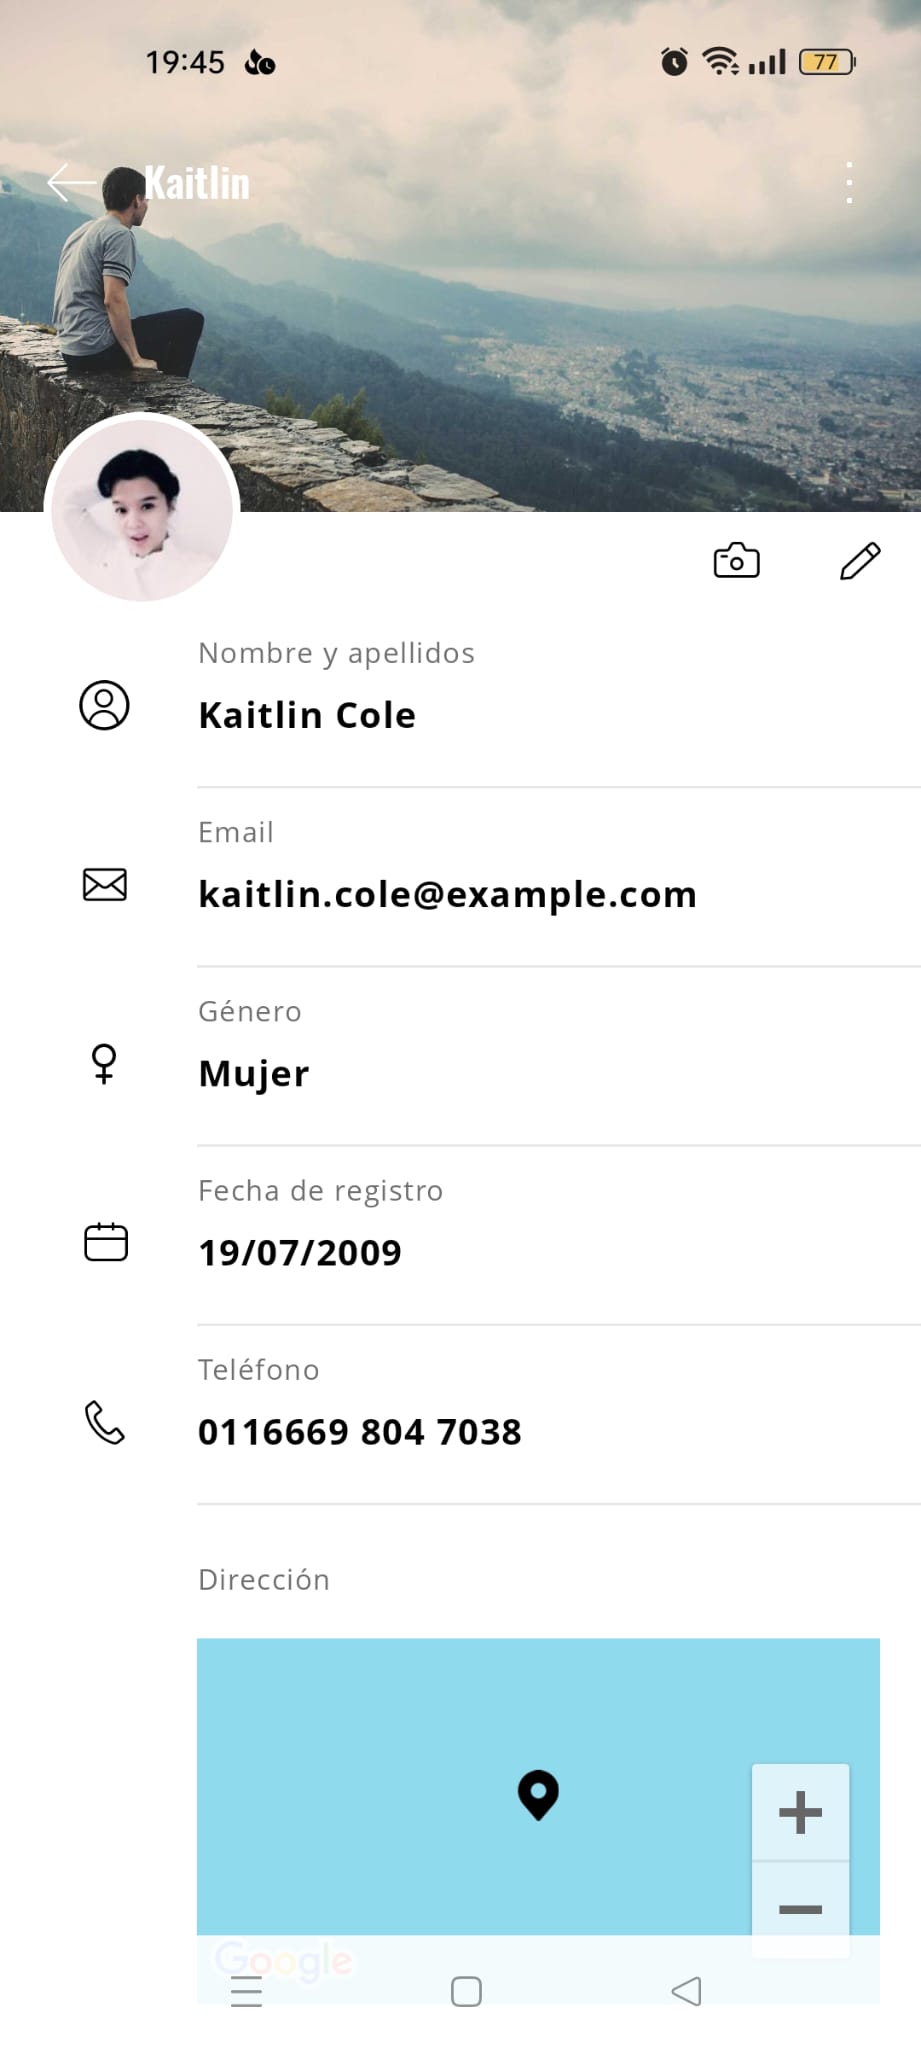 19:45
77
Kaitlin
Nombre y apellidos
Kaitlin Cole
Email
kaitlin.cole@example.com
Género
Mujer
Fecha de registro
19/07/2009
Teléfono
0116669 804 7038
Dirección
Google